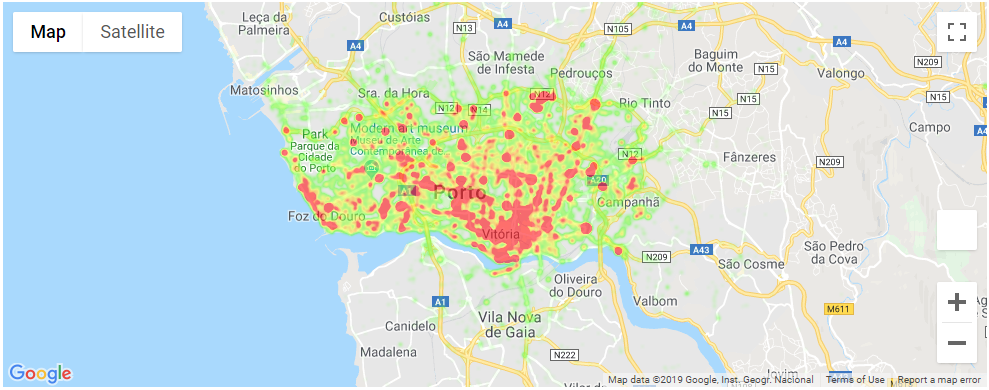 Map Satellite
Leça da
Palmeira
Custóias
A4
N13
N105
A4
A4
A4
São Mamede
de Infesta
Baguim
do Monte
N15
N209
Valongo
Pedrouços
Matosinhos
Sra. da Hora
N12
N14
N12
Rio Tinto
N15
N15
N15
Campo
A4
Park
Parque da
Cidade
do Porto
Modern art museum
Museu de Arte
Contemporânea de...
N12
Fânzeres
N209
Porto
A20
Campanhã
Foz do Douro
Vitória
A43
São Pedro
da Cova
N209
São Cosme
Oliveira
do Douro
Valbom
A1
M611
Vila Nova
de Gaia
Canidelo
Madalena
N222
Jovim
Google
Map data ©2019 Google, Inst. Geogr. Nacional Terms of Use Report a map error